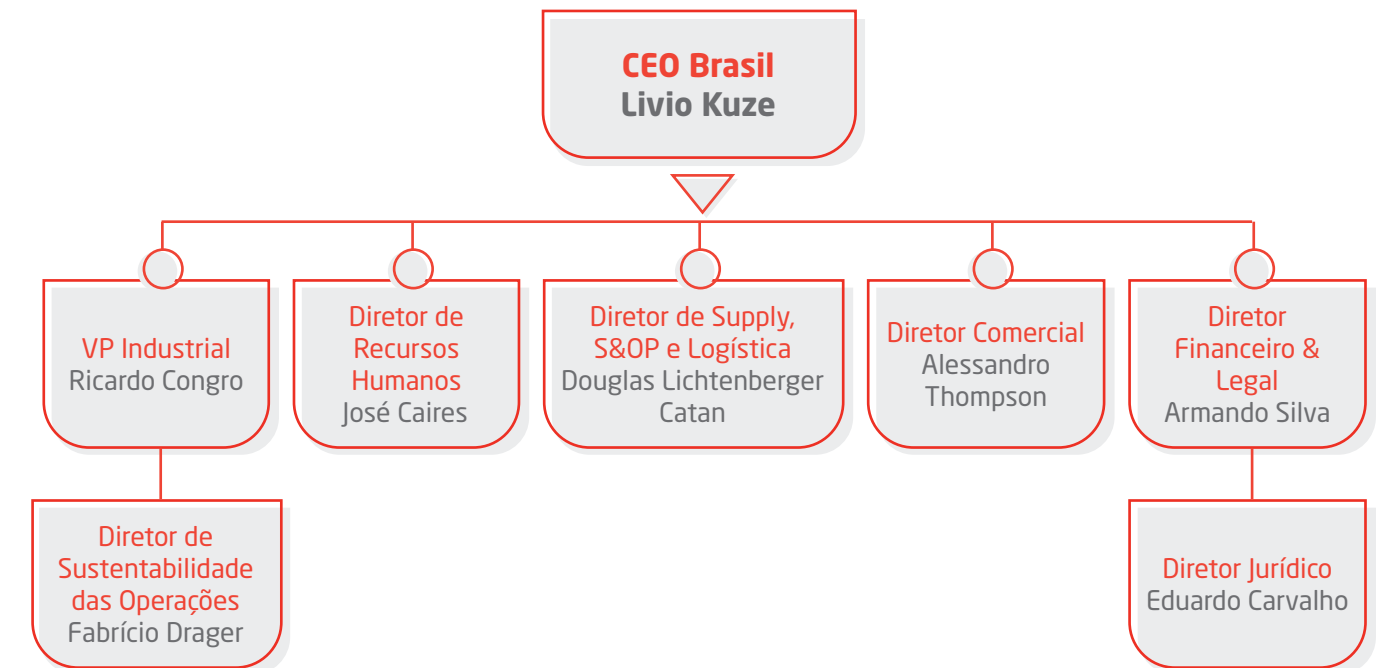 CEO Brasil
Livio Kuze
VP Industrial
Ricardo Congro
Diretor de
Recursos
Humanos
José Caires
Diretor de Supply,
S&OP e Logística
Douglas Lichtenberger
Catan
Diretor Comercial
Alessandro
Thompson
Diretor
Financeiro &
Legal
Armando Silva
Diretor de
Sustentabilidade
das Operações
Fabrício Drager
Diretor Jurídico
Eduardo Carvalho